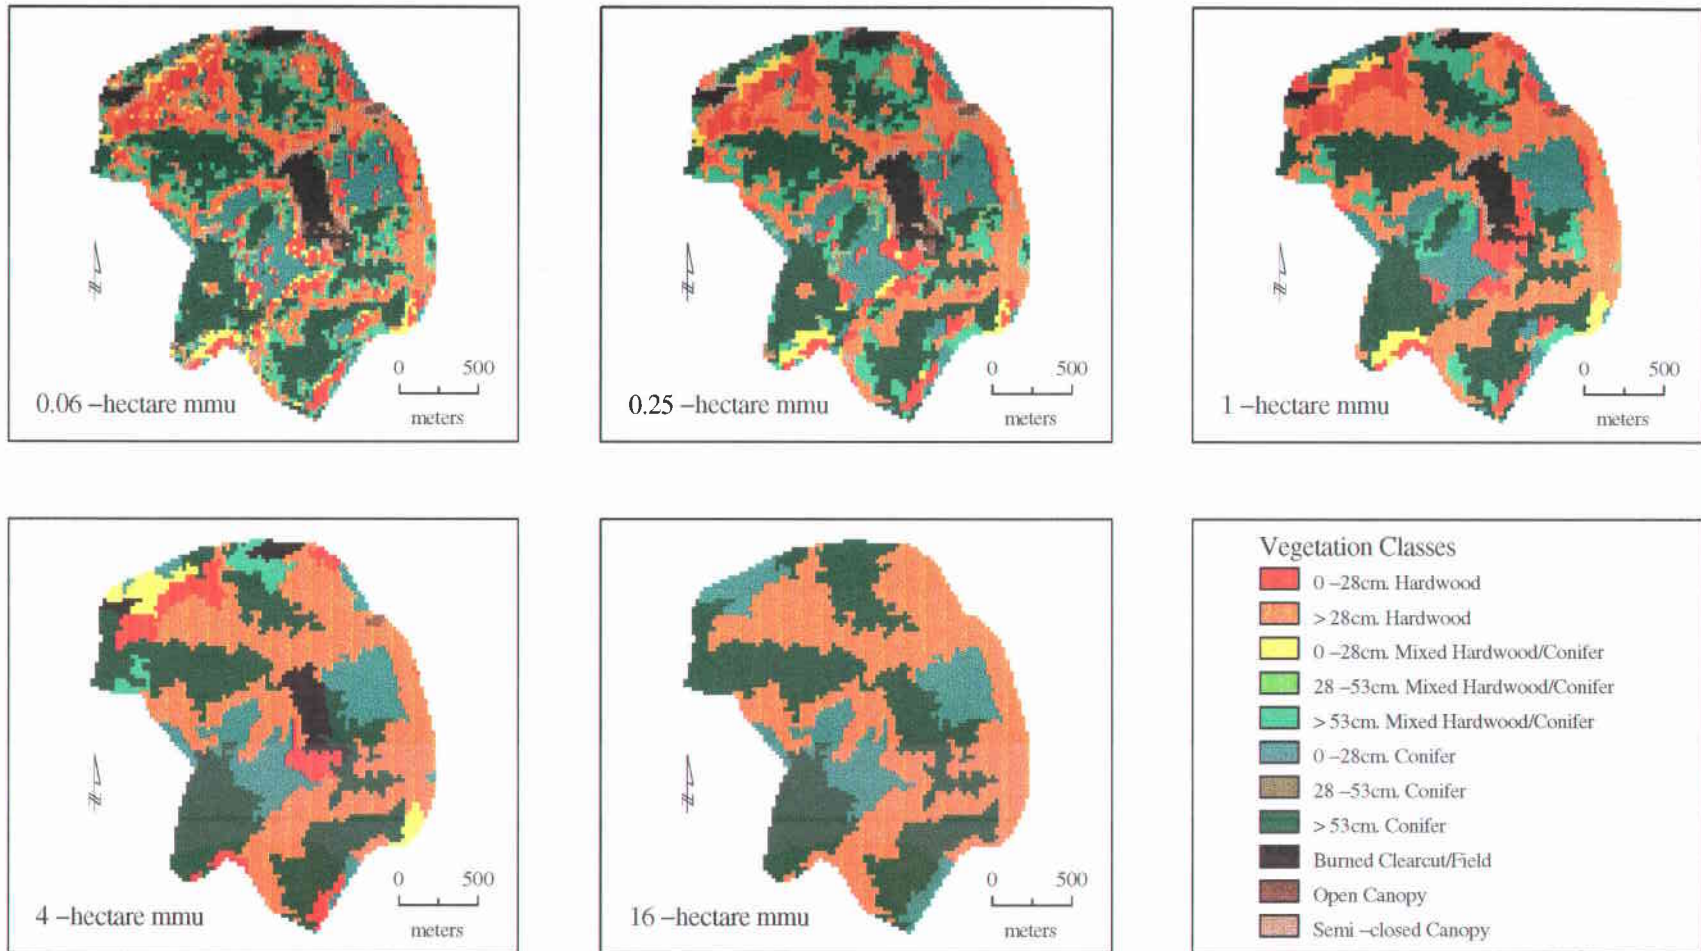 0 500
0.06 –hectare mmu
meters
0 500
0.25 –hectare mmu
meters
0 500
1 –hectare mmu
meters
0 500
4 –hectare mmu
meters
0 500
16 –hectare mmu
meters
Vegetation Classes
0 –28cm. Hardwood
> 28cm. Hardwood
0 –28cm. Mixed Hardwood/Conifer
28 –53cm. Mixed Hardwood/Conifer
> 53cm. Mixed Hardwood/Conifer
0 –28cm. Conifer
28 –53cm. Conifer
> 53cm. Conifer
Burned Clearcut/Field
Open Canopy
Semi –closed Canopy